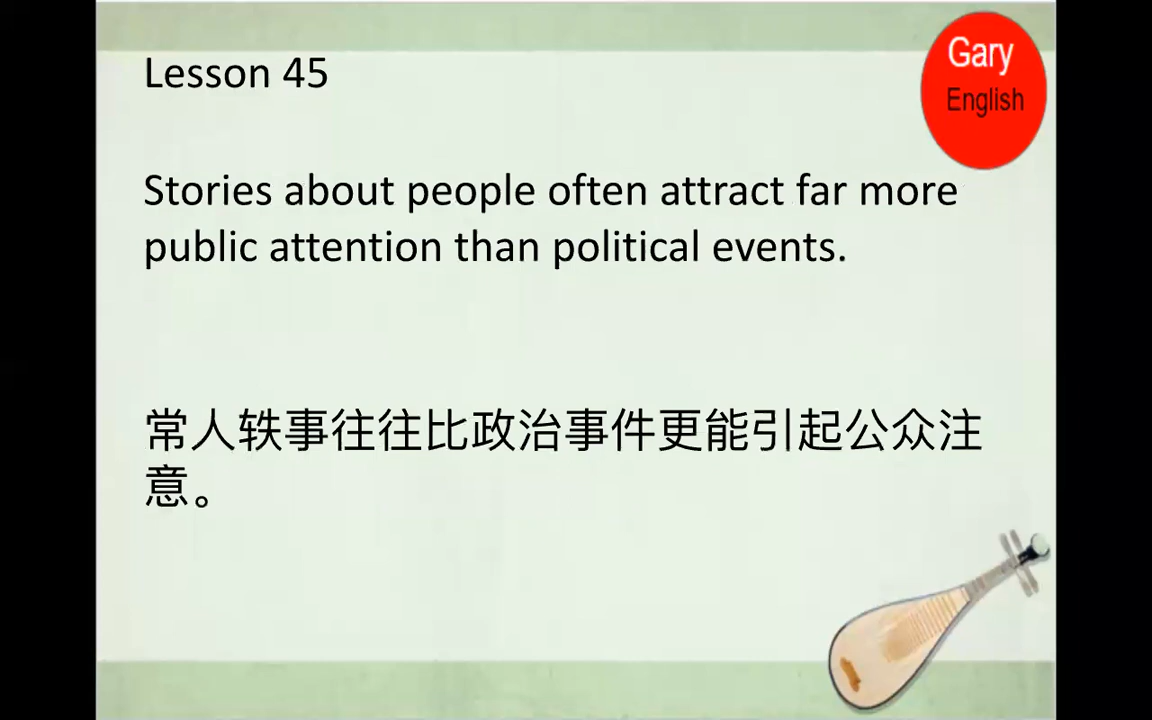 Lesson 45
Gary
English
Stories about people often attract far more
public attention than political events.
常人轶事往往比政治事件更能引起公众注
意。